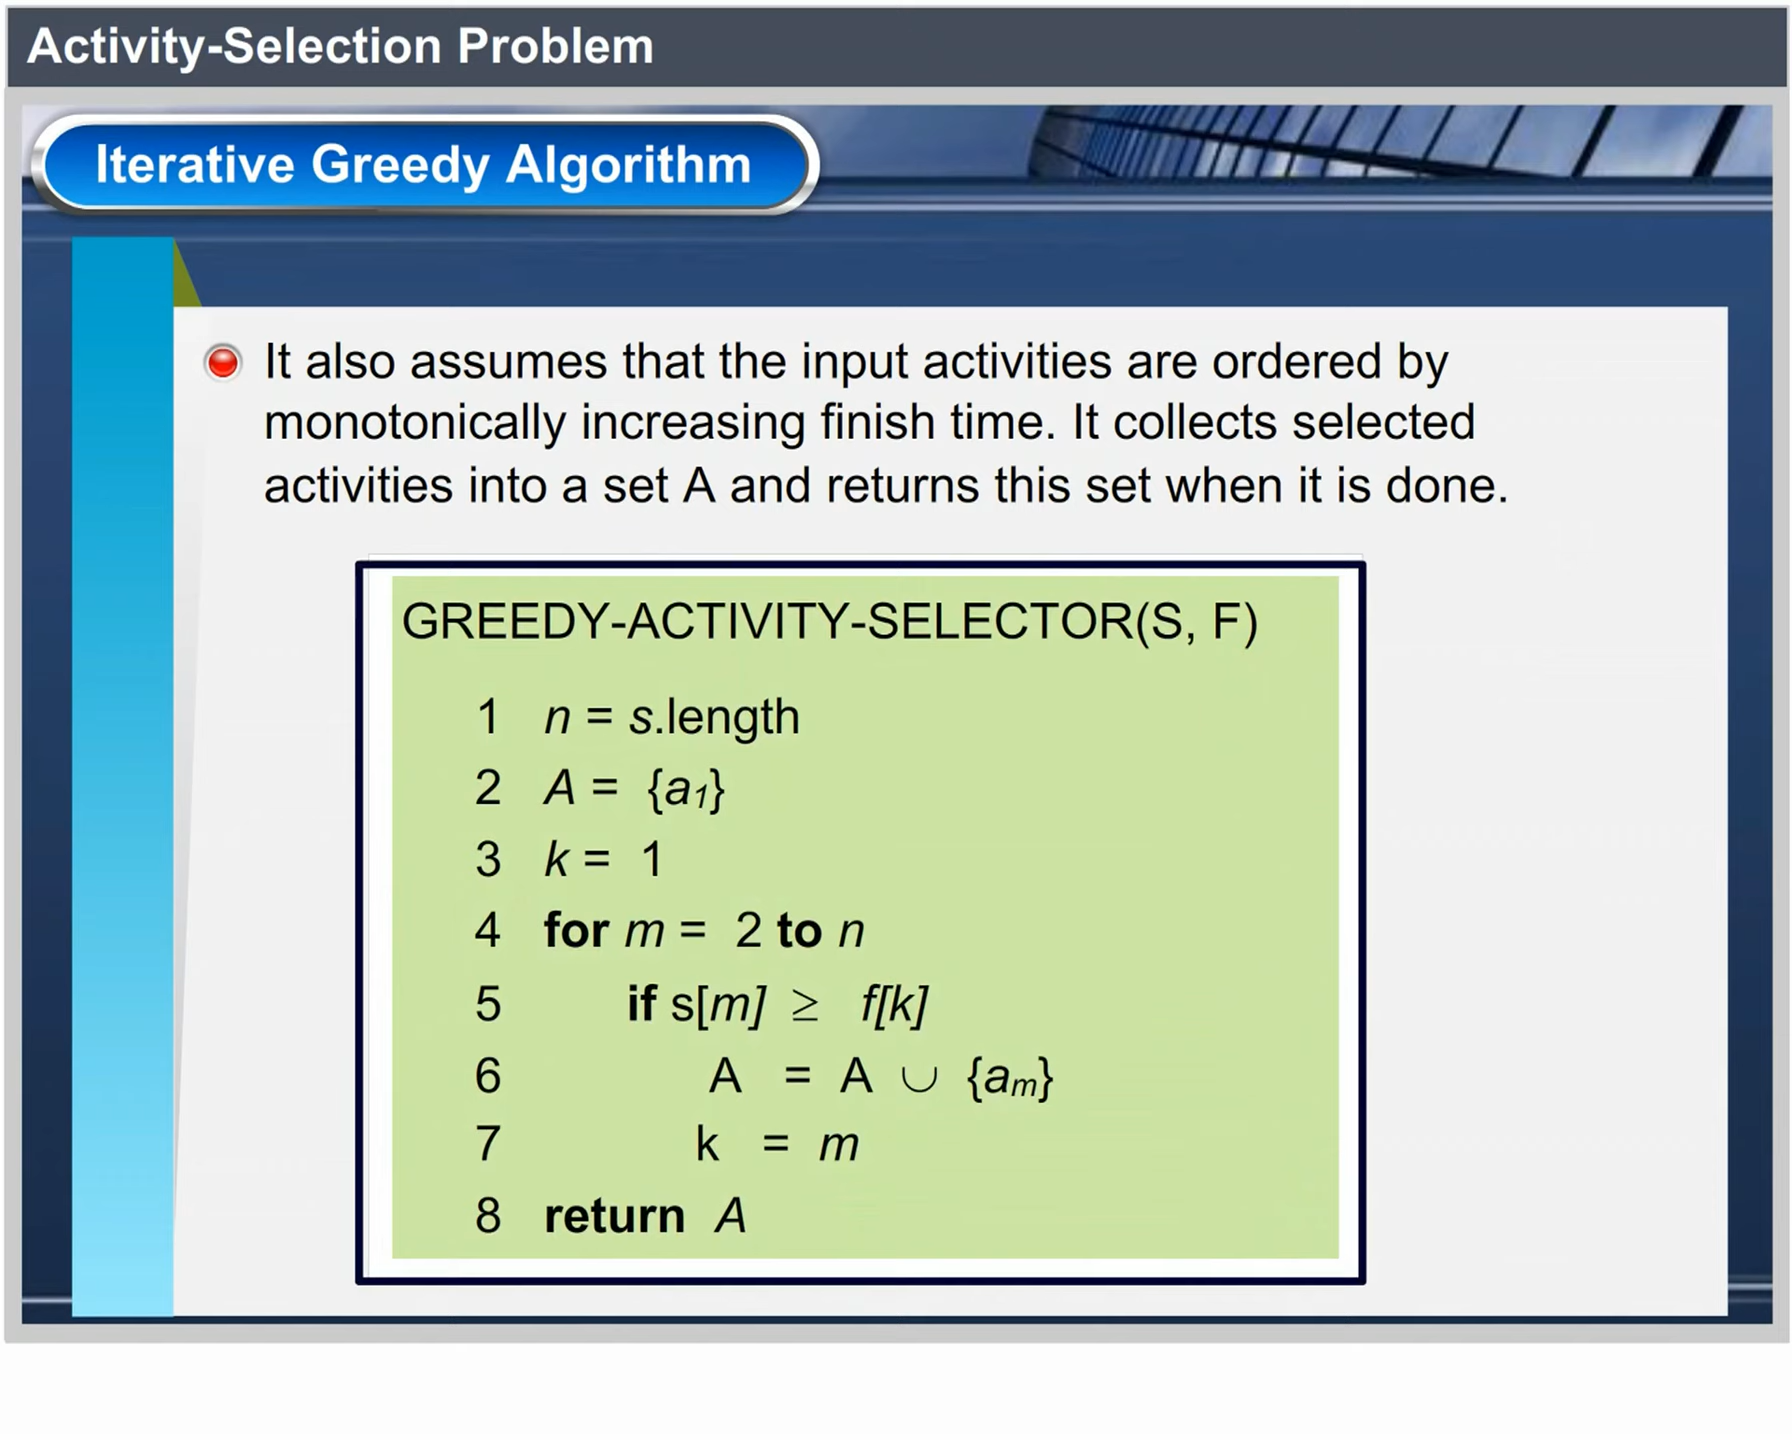 Activity-Selection Problem
Iterative Greedy Algorithm
It also assumes that the input activities are ordered by
monotonically increasing finish time. It collects selected
activities into a set A and returns this set when it is done.
GREEDY-ACTIVITY-SELECTOR(S, F)
1 n = s.length
2 A = {a₁}
3 k = 1
4 for m = 2 to n
5 if s[m] ≥ f[k]
6 A = A ∪ {aₘ}
7 k = m
8 return A